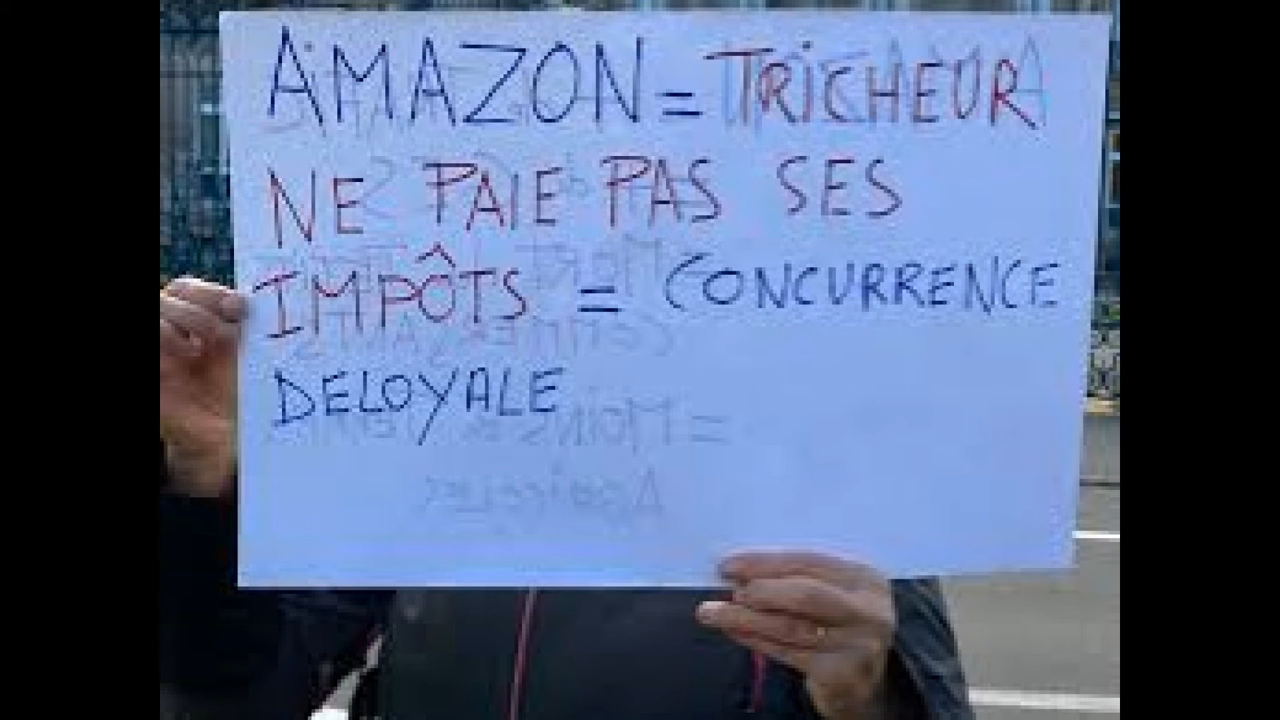 AMAZON = TRICHEUR
NE PAIE PAS SES
IMPÔTS = CONCURRENCE
DELOYALE